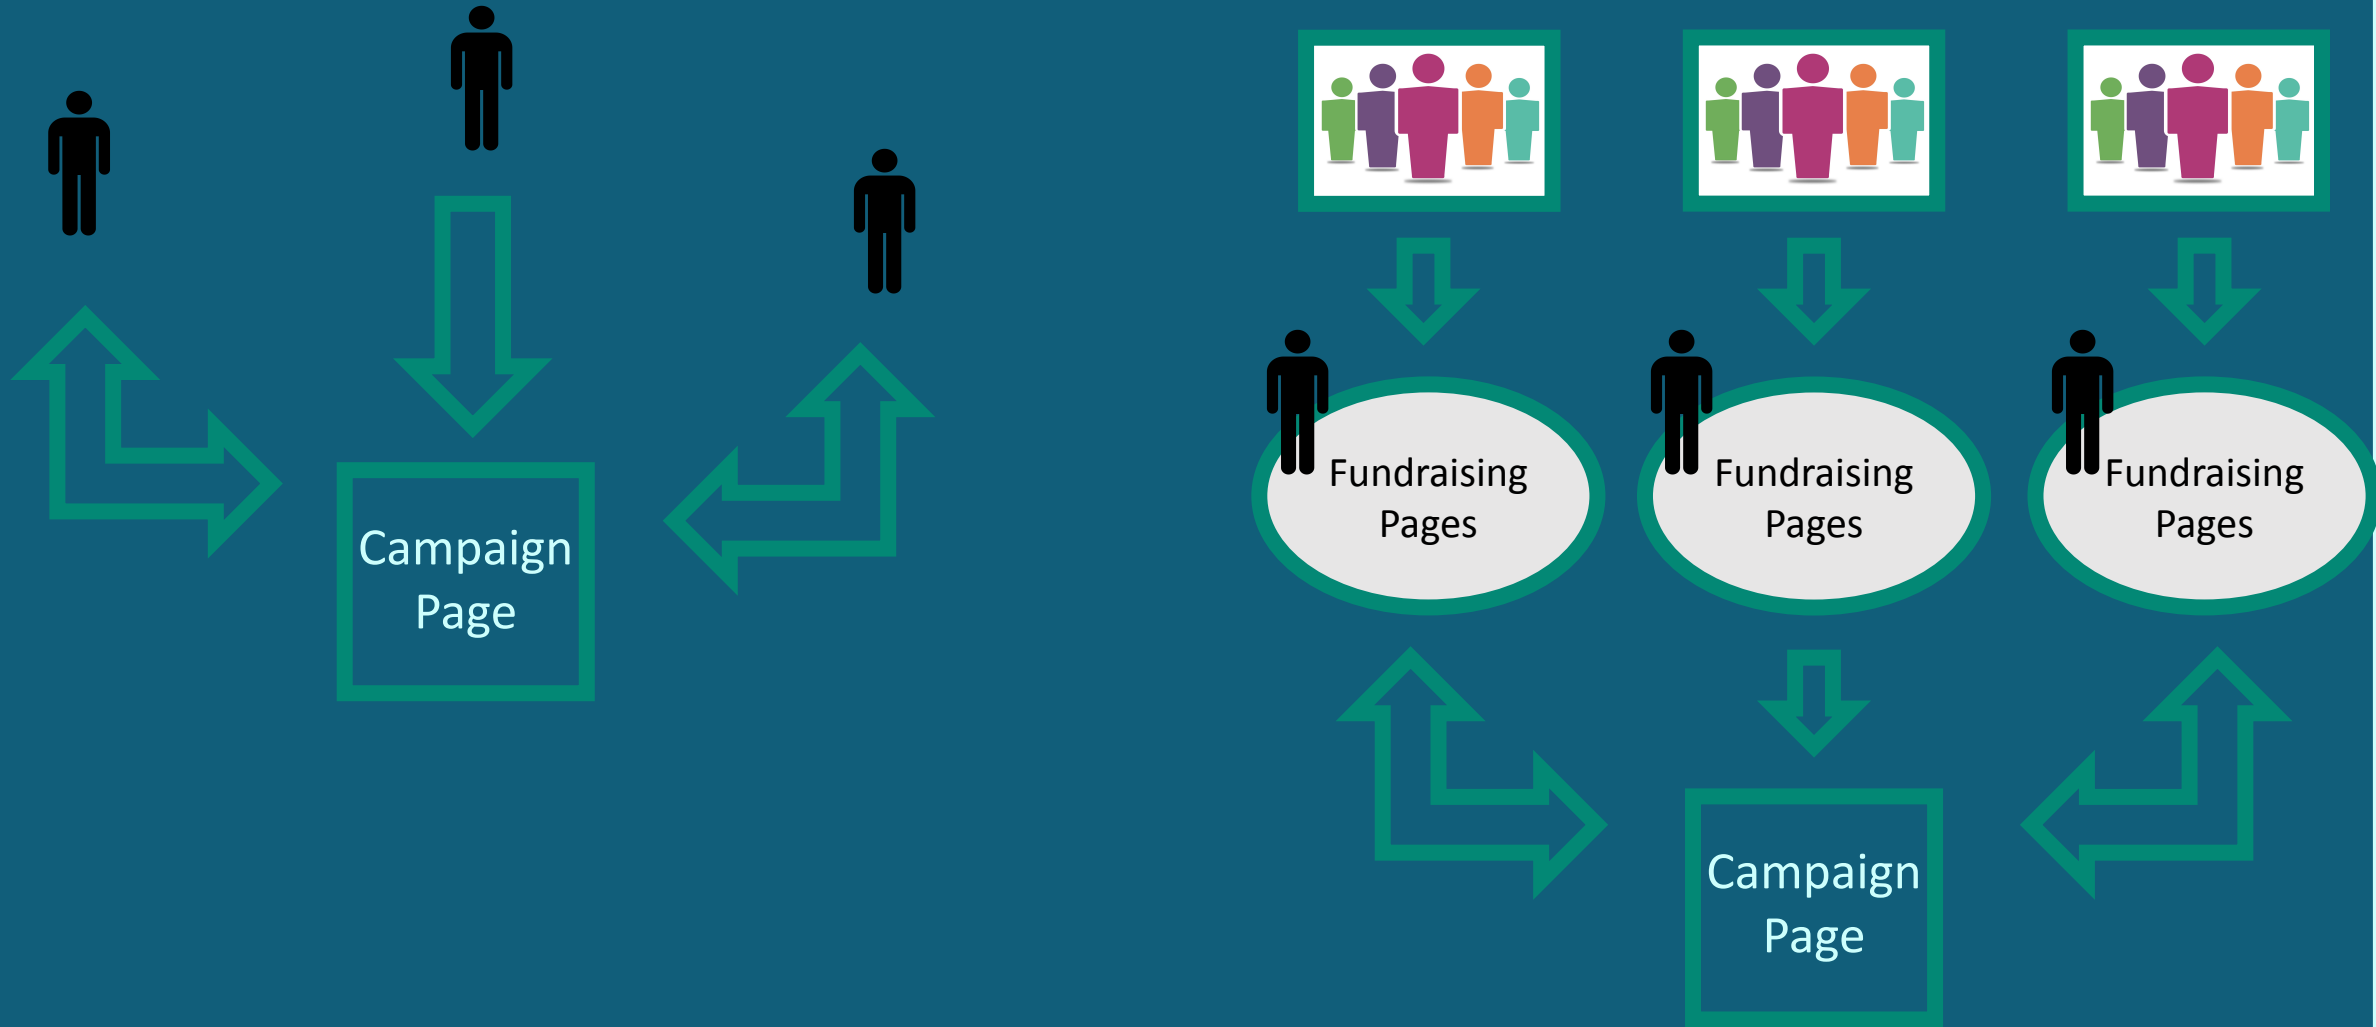 Campaign
Page
Fundraising
Pages
Fundraising
Pages
Fundraising
Pages
Campaign
Page